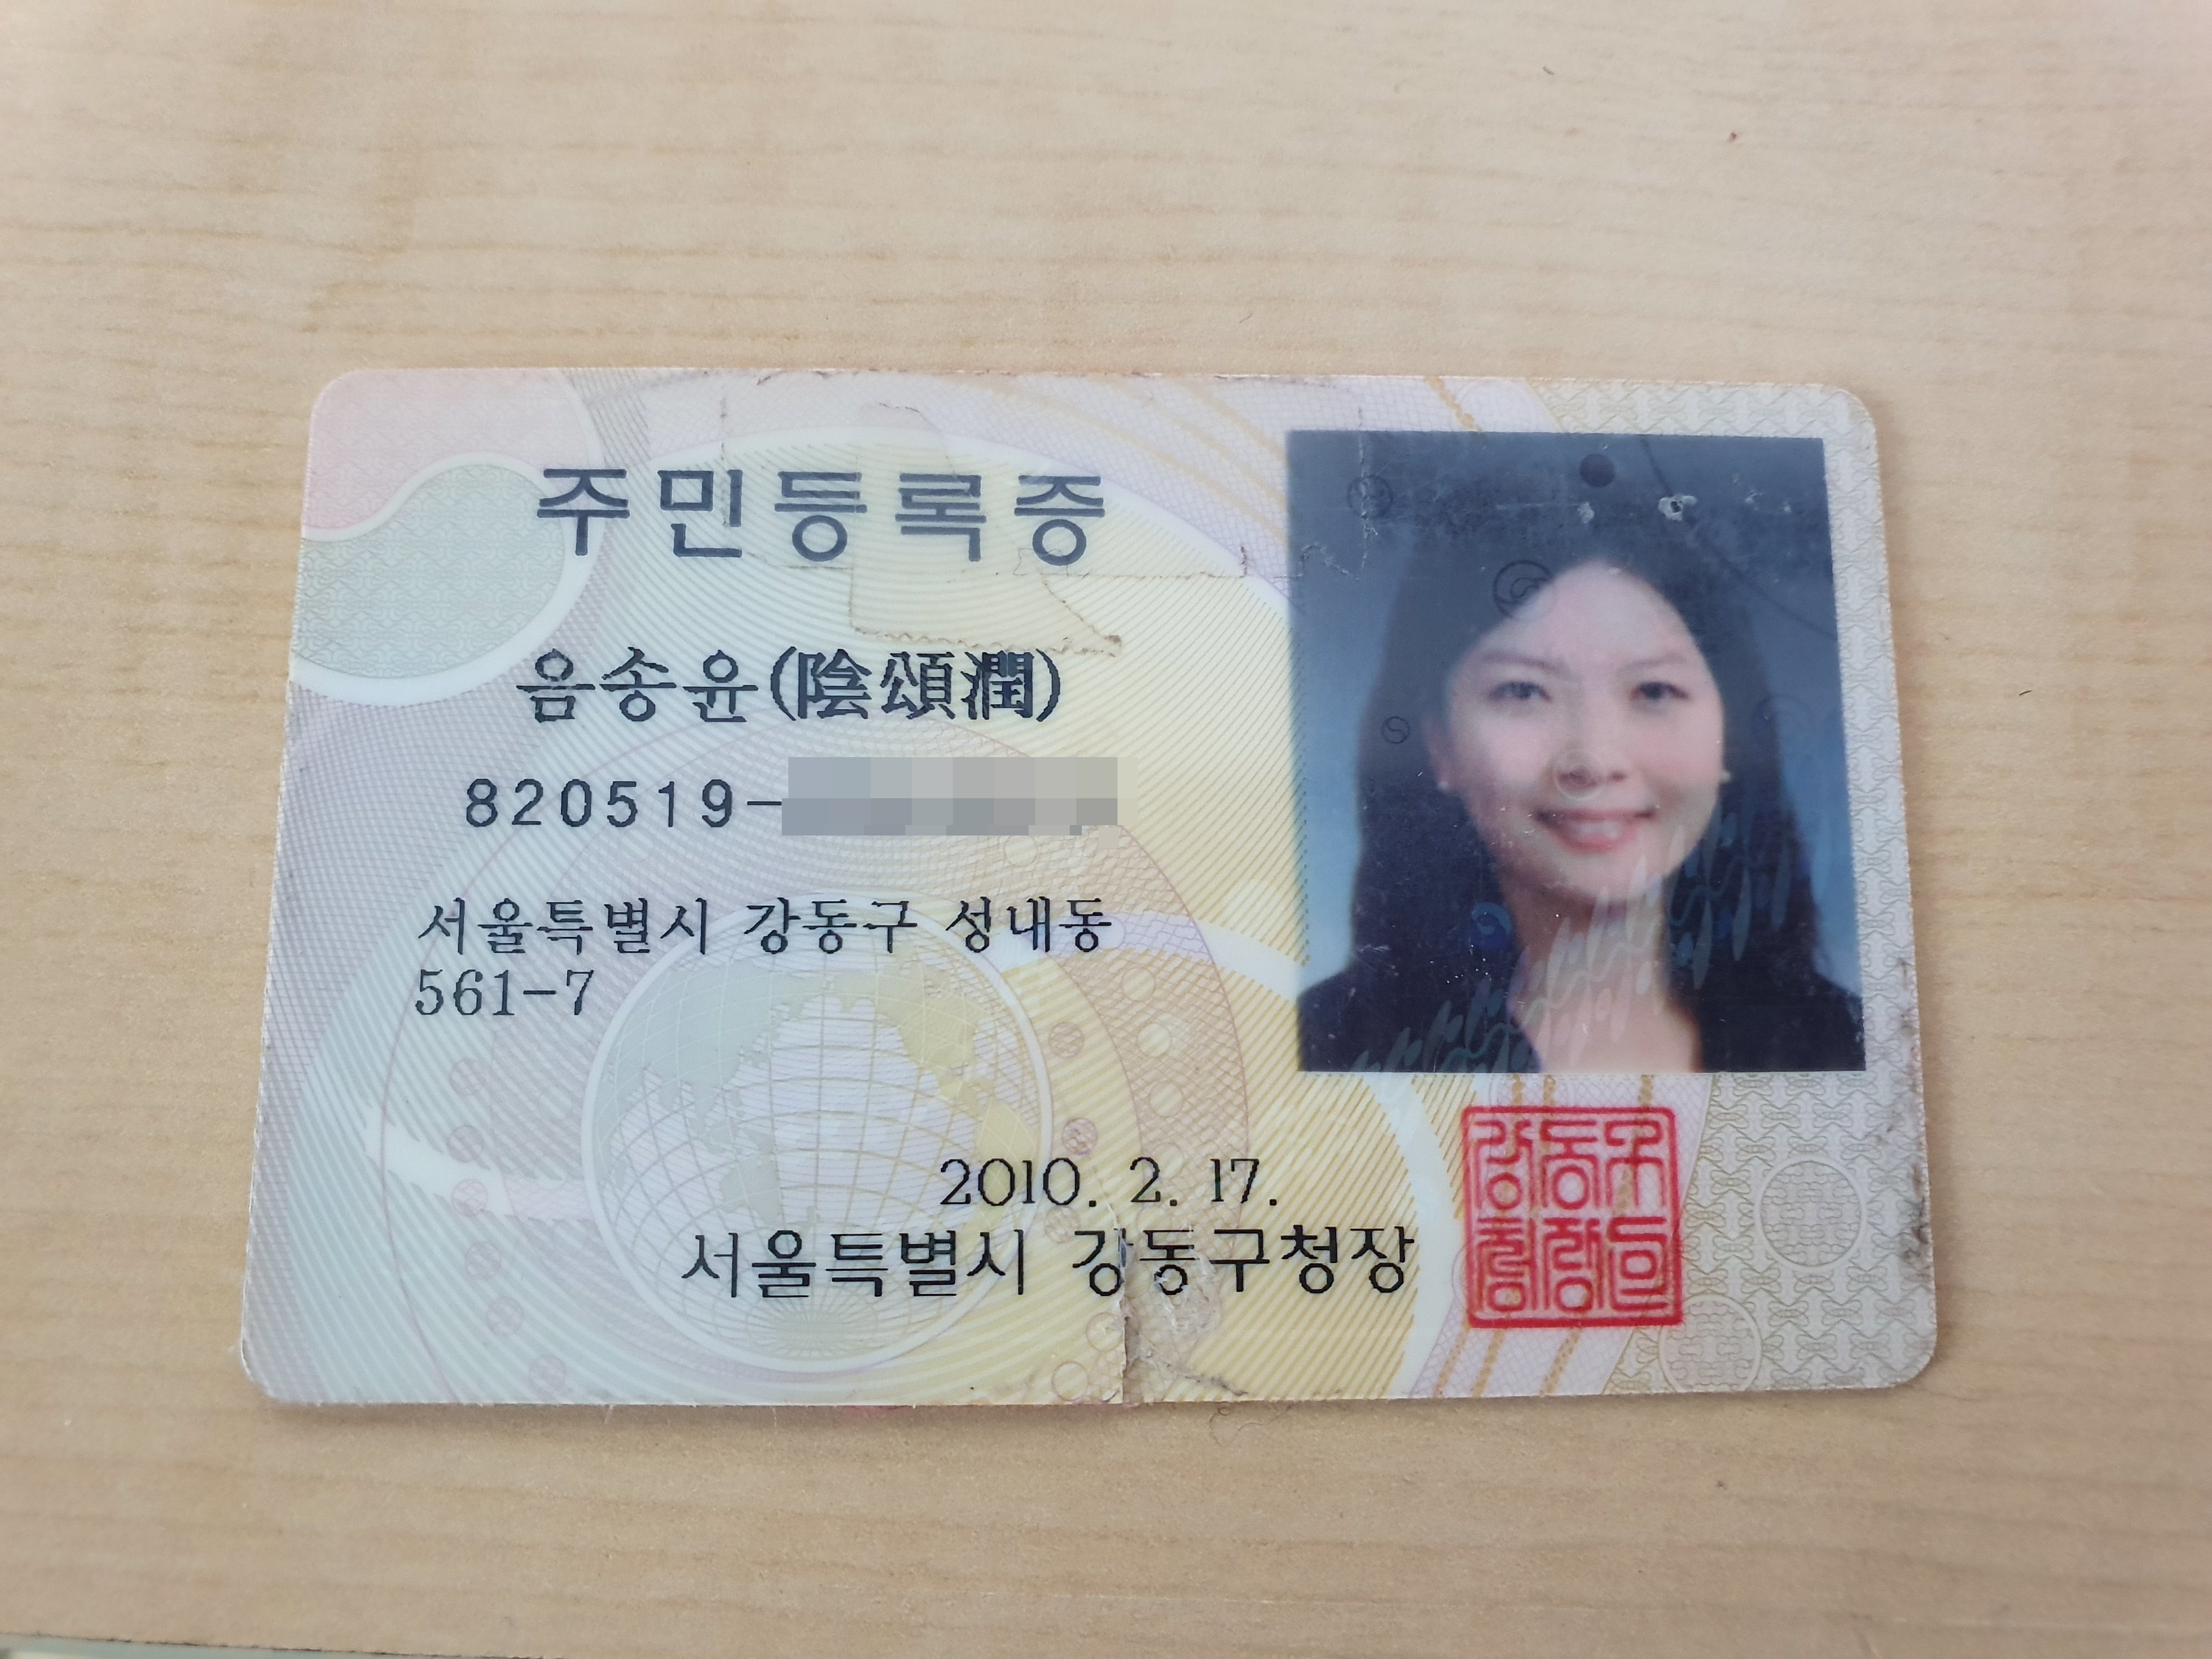 주민등록증
음송윤(陰頌潤)
820519-
서울특별시 강동구 성내동
561-7
2010. 2. 17.
서울특별시 강동구청장